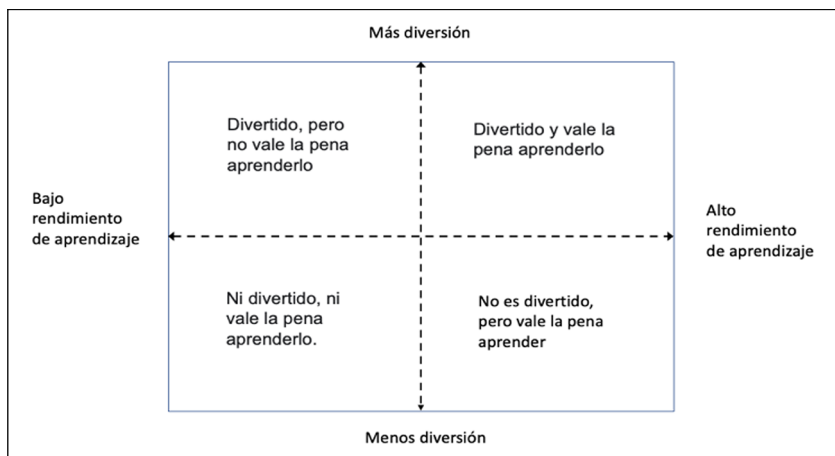 Más diversión
Divertido, pero
no vale la pena
aprenderlo
Divertido y vale la
pena aprenderlo
Bajo
rendimiento
de aprendizaje
Alto
rendimiento
de aprendizaje
Ni divertido, ni
vale la pena
aprenderlo.
No es divertido,
pero vale la pena
aprender
Menos diversión